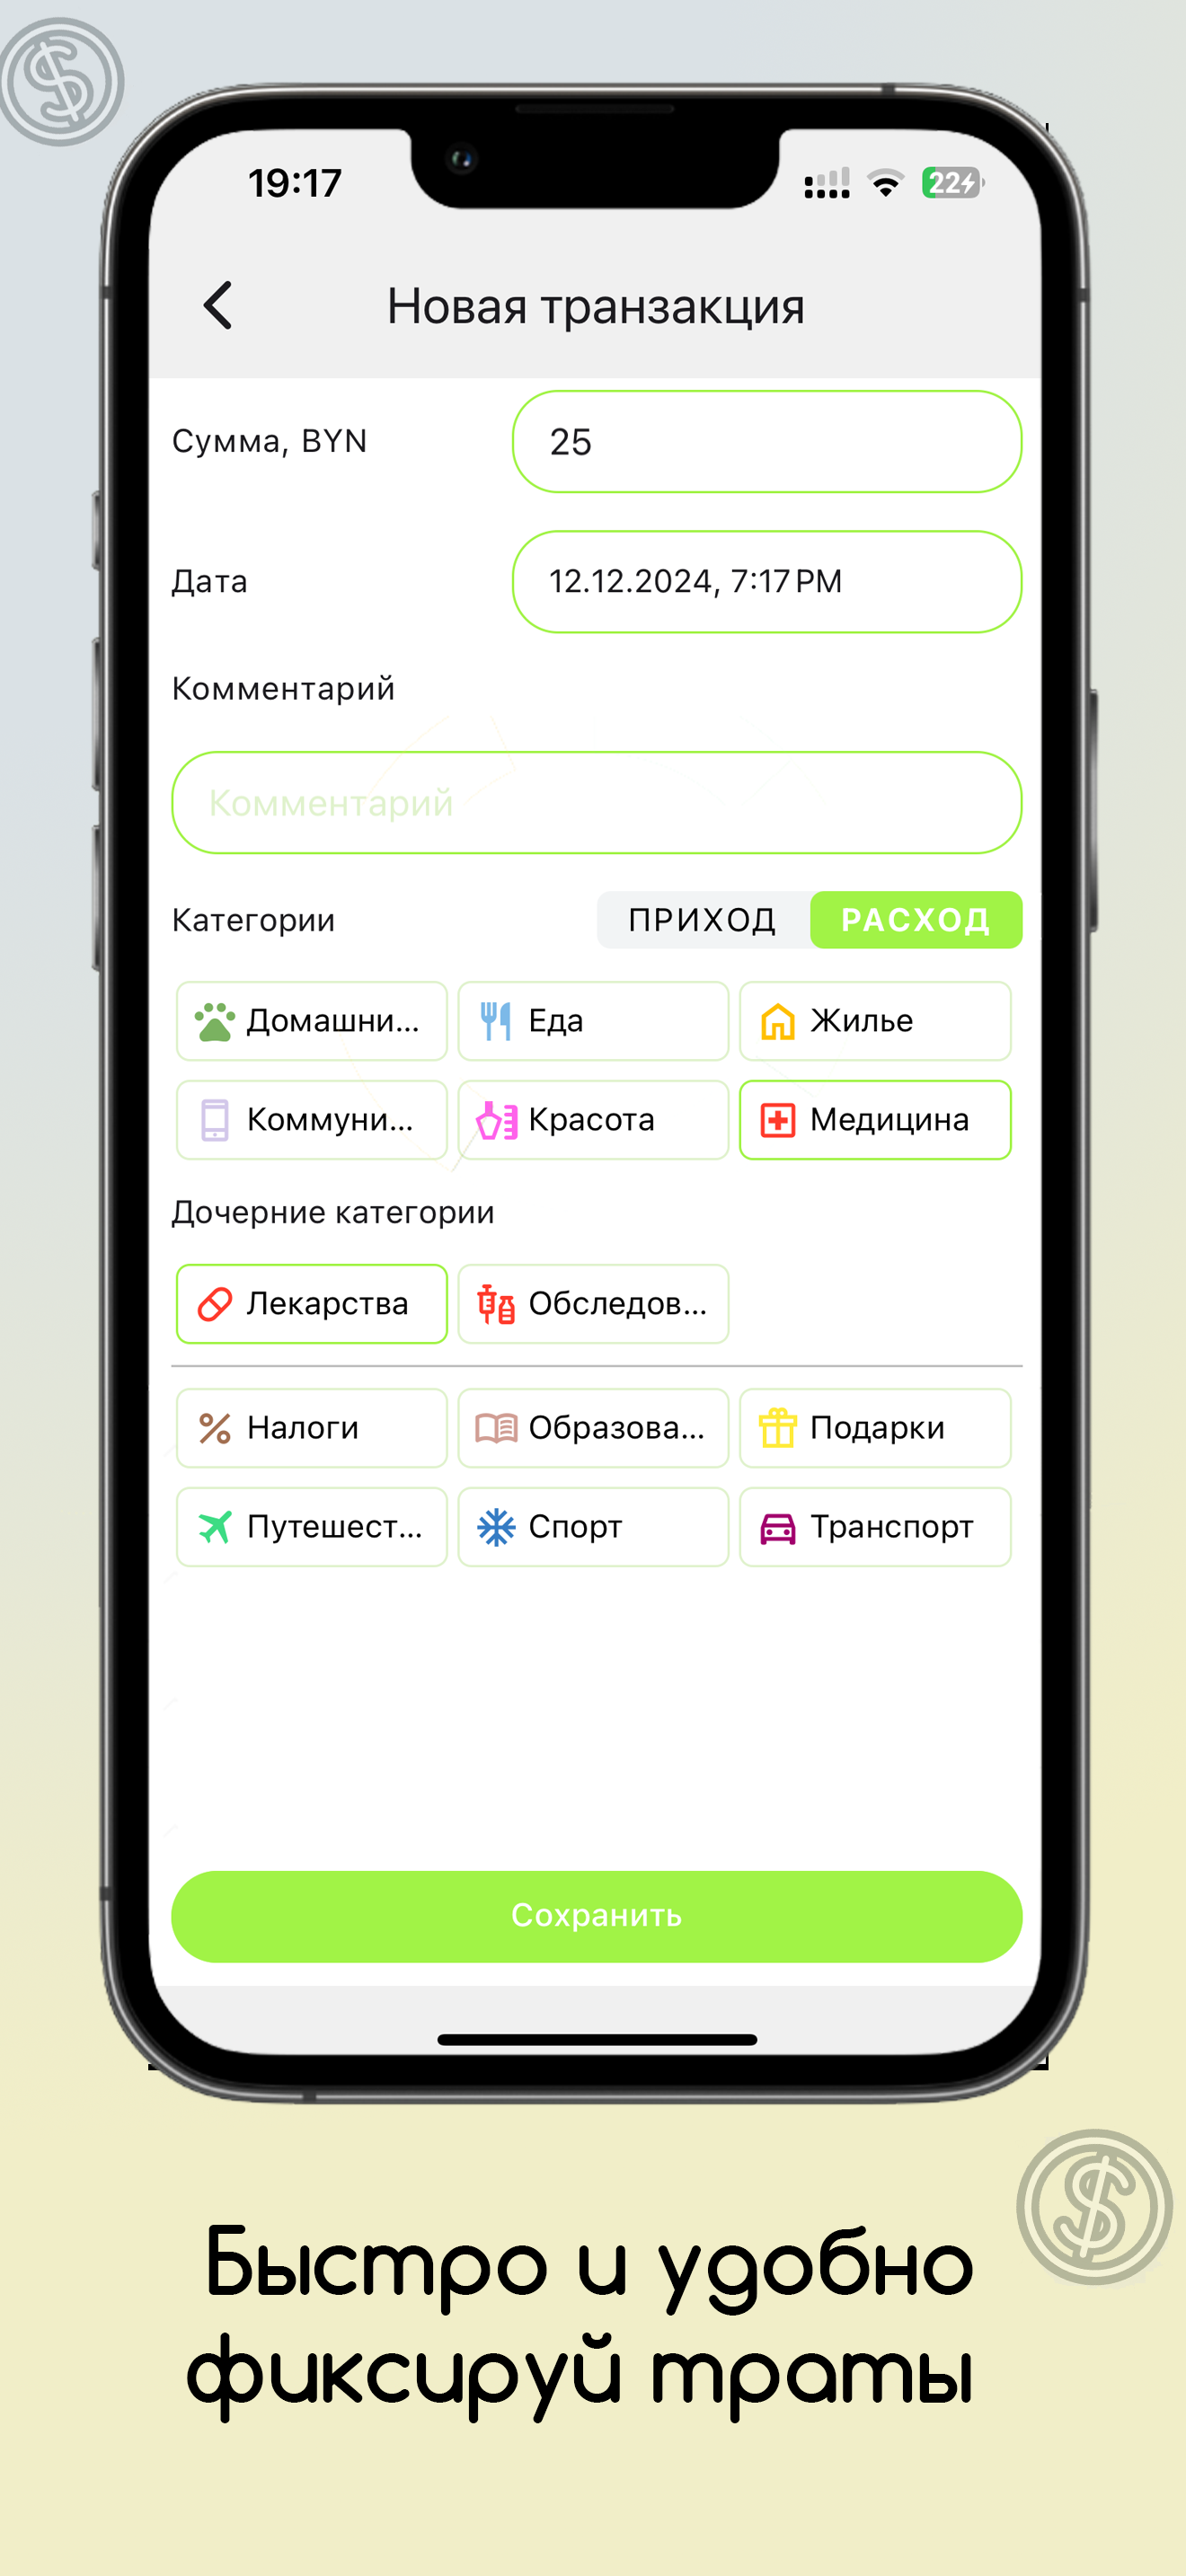 19:17
22
Новая транзакция
Сумма, BYN
25
Дата
12.12.2024, 7:17 PM
Комментарий
Комментарий
Категории ПРИХОД РАСХОД
Домашни... Еда Жилье
Коммуни... Красота Медицина
Дочерние категории
Лекарства Обследов...
Налоги Образова... Подарки
Путешест... Спорт Транспорт
Сохранить
Быстро и удобно
фиксируй траты